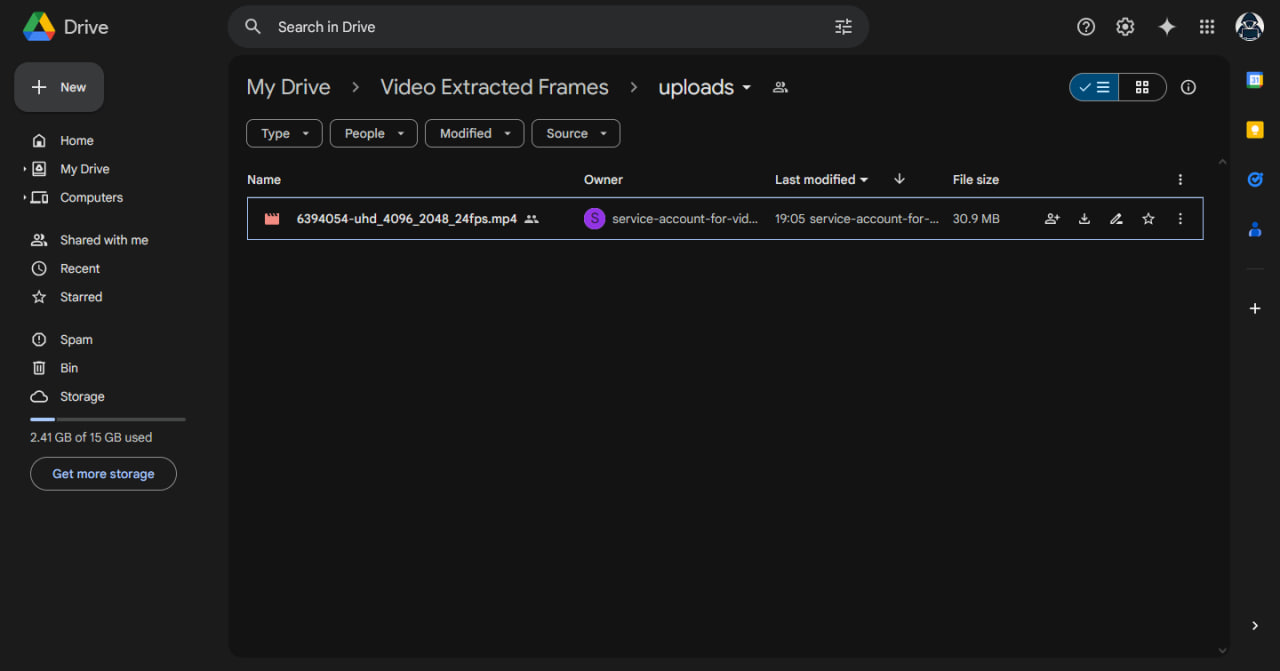 Drive
Search in Drive
New
Home
My Drive
Computers
Shared with me
Recent
Starred
Spam
Bin
Storage
2.41 GB of 15 GB used
Get more storage
My Drive > Video Extracted Frames > uploads
Type
People
Modified
Source
Name Owner Last modified File size
6394054-uhd_4096_2048_24fps.mp4 S service-account-for-vid... 19:05 service-account-for-... 30.9 MB
31